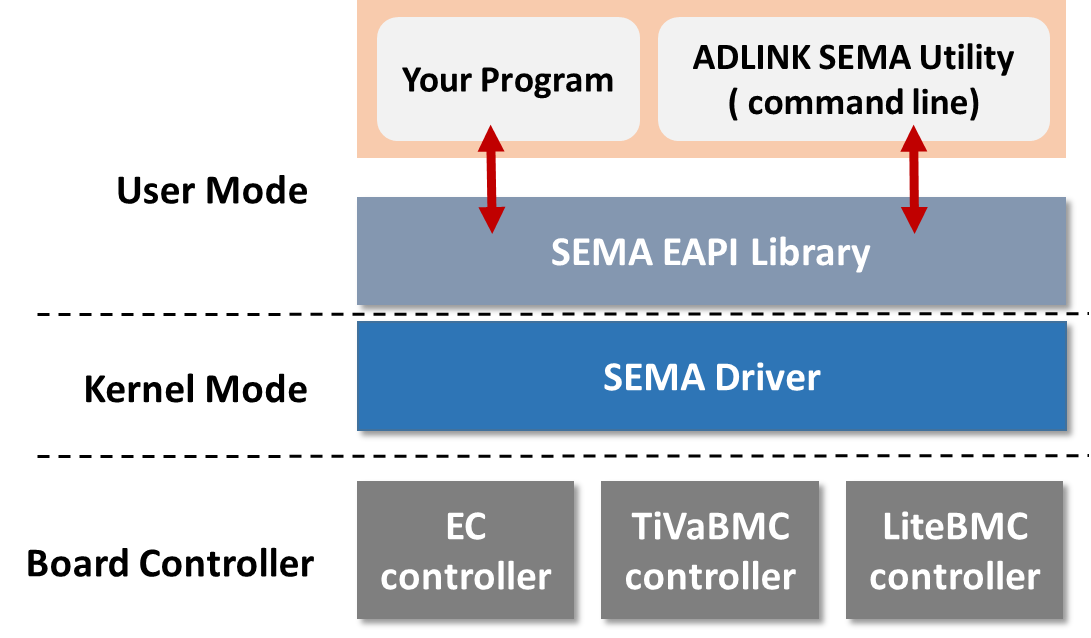 Your Program
ADLINK SEMA Utility
( command line)
User Mode
SEMA EAPI Library
Kernel Mode
SEMA Driver
Board Controller
EC
controller
TiVaBMC
controller
LiteBMC
controller